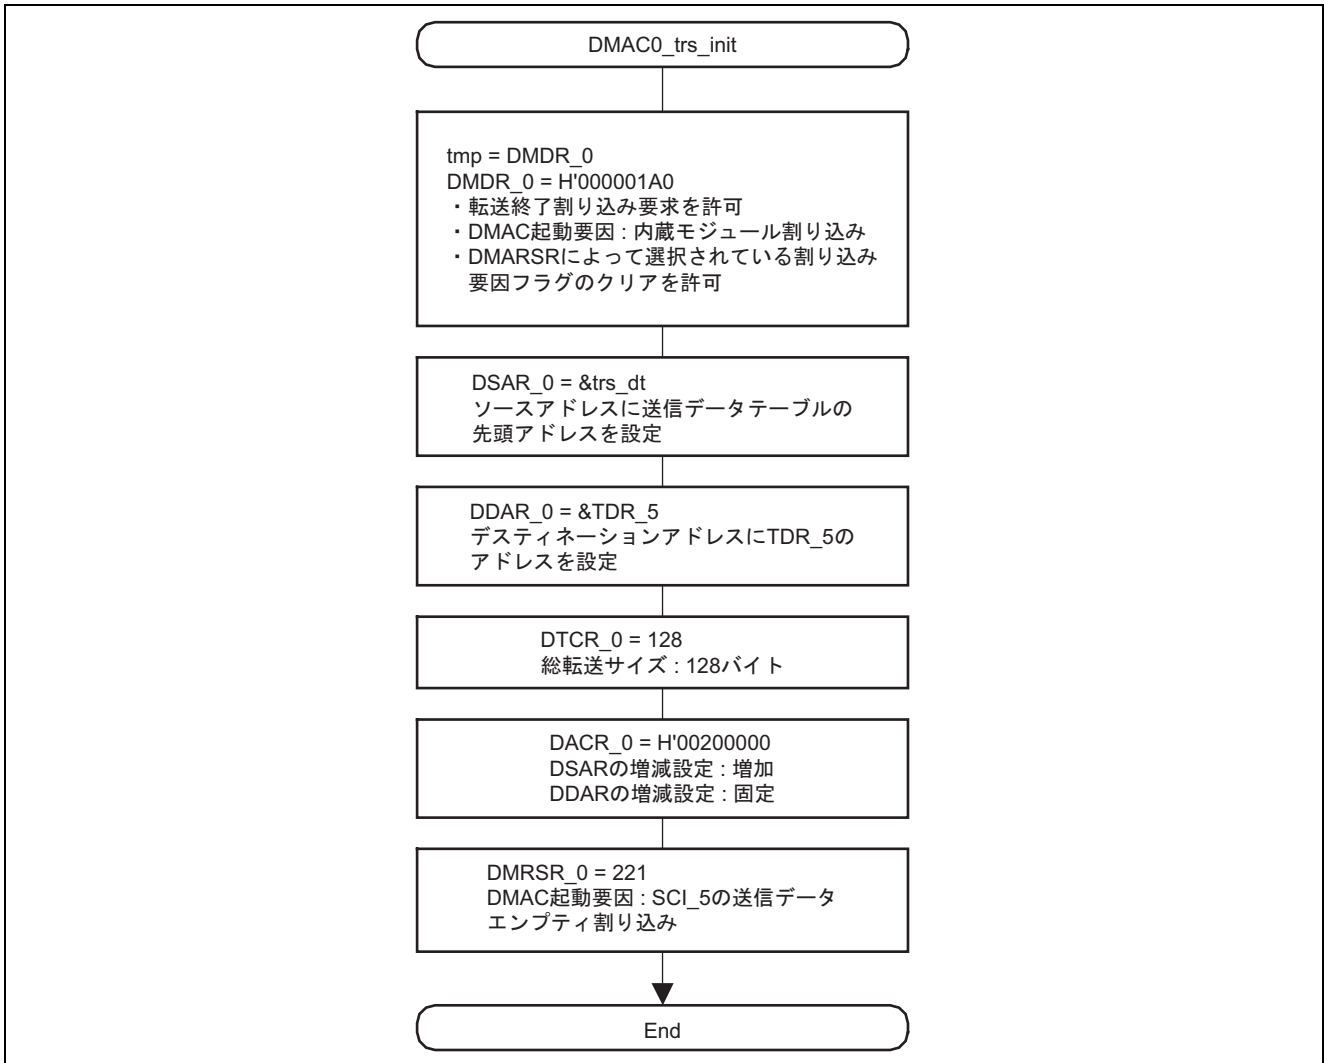 DMAC0_trs_init
tmp = DMDR_0
DMDR_0 = H'000001A0
・転送終了割り込み要求を許可
・DMAC起動要因 : 内蔵モジュール割り込み
・DMARSRによって選択されている割り込み
要因フラグのクリアを許可
DSAR_0 = &trs_dt
ソースアドレスに送信データテーブルの
先頭アドレスを設定
DDAR_0 = &TDR_5
デスティネーションアドレスにTDR_5の
アドレスを設定
DTCR_0 = 128
総転送サイズ : 128バイト
DACR_0 = H'00200000
DSARの増減設定 : 増加
DDARの増減設定 : 固定
DMRSR_0 = 221
DMAC起動要因 : SCI_5の送信データ
エンプティ割り込み
End